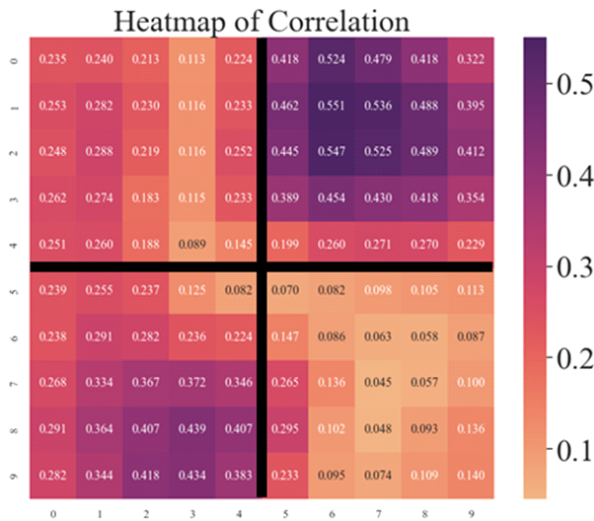 Heatmap of Correlation
0 0.235 0.240 0.213 0.113 0.224 0.418 0.524 0.479 0.418 0.322
1 0.253 0.282 0.230 0.116 0.233 0.462 0.551 0.536 0.488 0.395
2 0.248 0.288 0.219 0.116 0.252 0.445 0.547 0.525 0.489 0.412
3 0.262 0.274 0.183 0.115 0.233 0.389 0.454 0.430 0.418 0.354
4 0.251 0.260 0.188 0.089 0.145 0.199 0.260 0.271 0.270 0.229
5 0.239 0.255 0.237 0.125 0.082 0.070 0.082 0.098 0.105 0.113
6 0.238 0.291 0.282 0.236 0.224 0.147 0.086 0.063 0.058 0.087
7 0.268 0.334 0.367 0.372 0.346 0.265 0.136 0.045 0.057 0.100
8 0.291 0.364 0.407 0.439 0.407 0.295 0.102 0.048 0.093 0.136
9 0.282 0.344 0.418 0.434 0.383 0.233 0.095 0.074 0.109 0.140
0 1 2 3 4 5 6 7 8 9
0.5
0.4
0.3
0.2
0.1